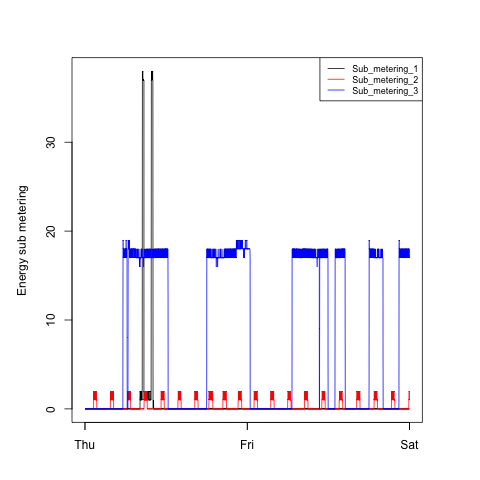 Sub_metering_1
Sub_metering_2
Sub_metering_3
Energy sub metering
30
20
10
0
Thu
Fri
Sat